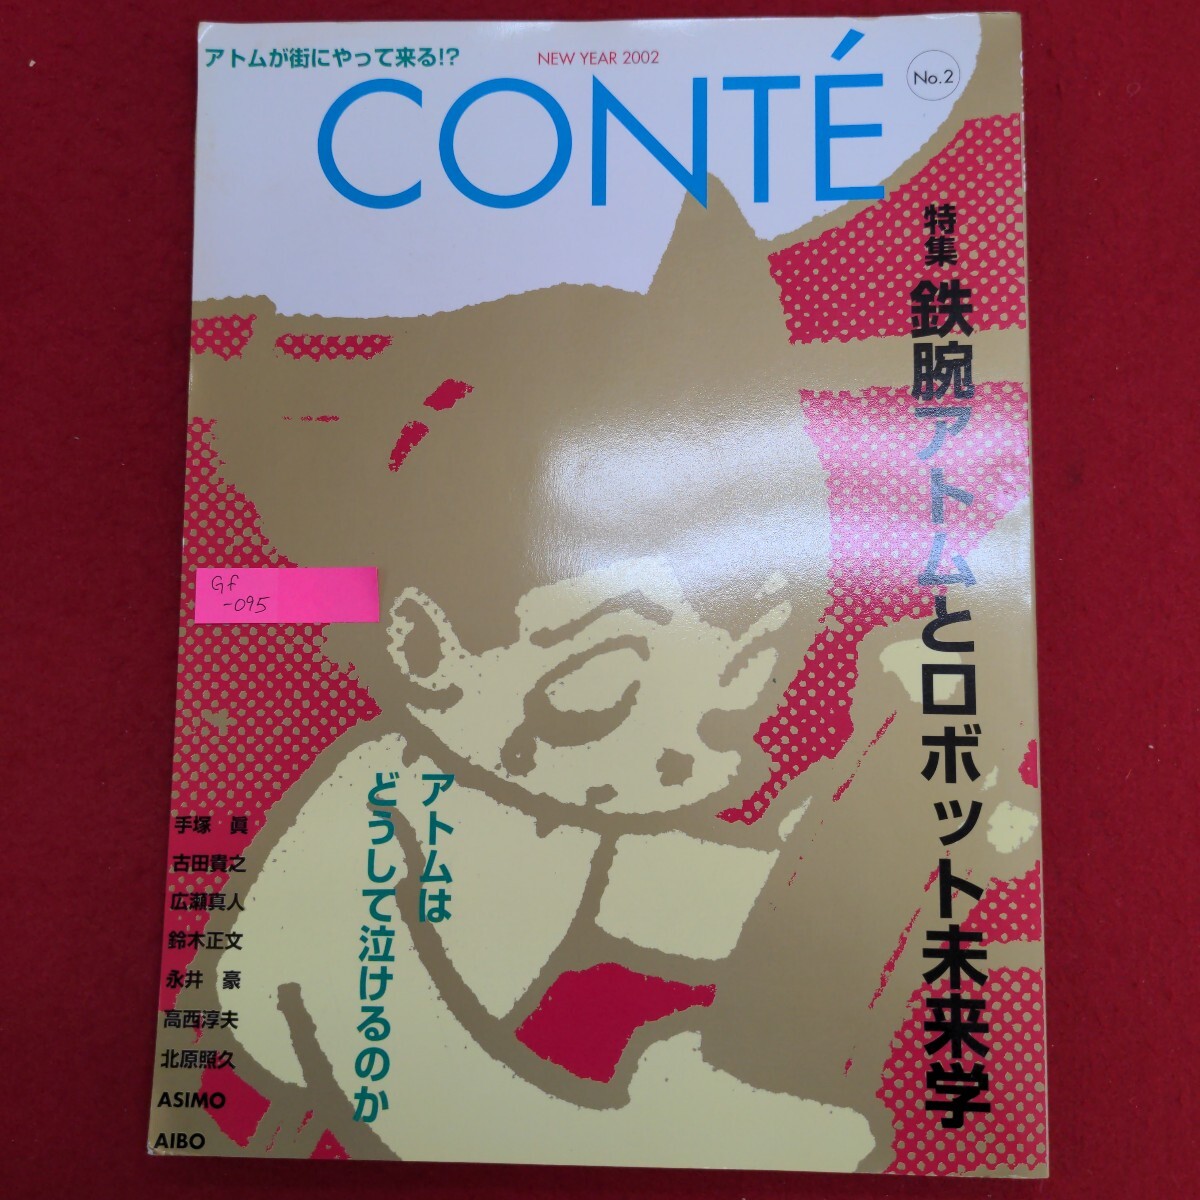 アトムが街にやって来る!?
NEW YEAR 2002
CONTÉ
No.2
特集
鉄腕アトムとロボット未来学
Gf
-095
アトムは
どうして泣けるのか
手塚 眞
古田貴之
広瀬真人
鈴木正文
永井 豪
高西淳夫
北原照久
ASIMO
AIBO